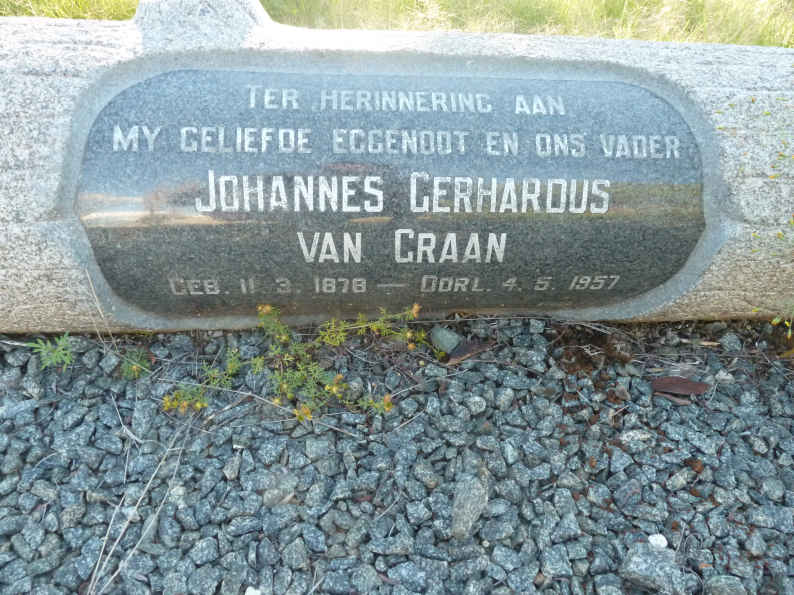 TER HERINNERING AAN
MY GELIEFDE EGGENOOT EN ONS VADER
JOHANNES GERHARDUS
VAN GRAAN
GEB. 11. 3. 1878 — OORL. 4. 5. 1957